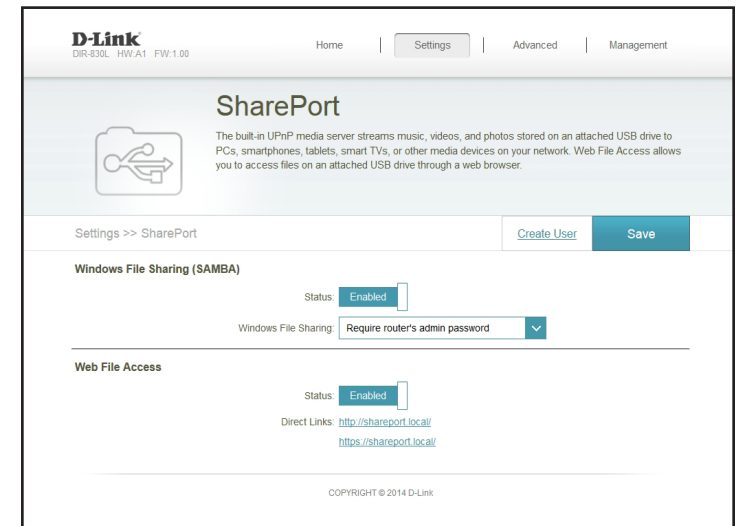 D-Link
DIR-830L HW:A1 FW:1.00
Home
Settings
Advanced
Management
SharePort
The built-in UPnP media server streams music, videos, and photos stored on an attached USB drive to
PCs, smartphones, tablets, smart TVs, or other media devices on your network. Web File Access allows
you to access files on an attached USB drive through a web browser.
Settings >> SharePort
Create User
Save
Windows File Sharing (SAMBA)
Status: Enabled
Windows File Sharing: Require router's admin password
Web File Access
Status: Enabled
Direct Links: http://shareport.local/
https://shareport.local/
COPYRIGHT © 2014 D-Link